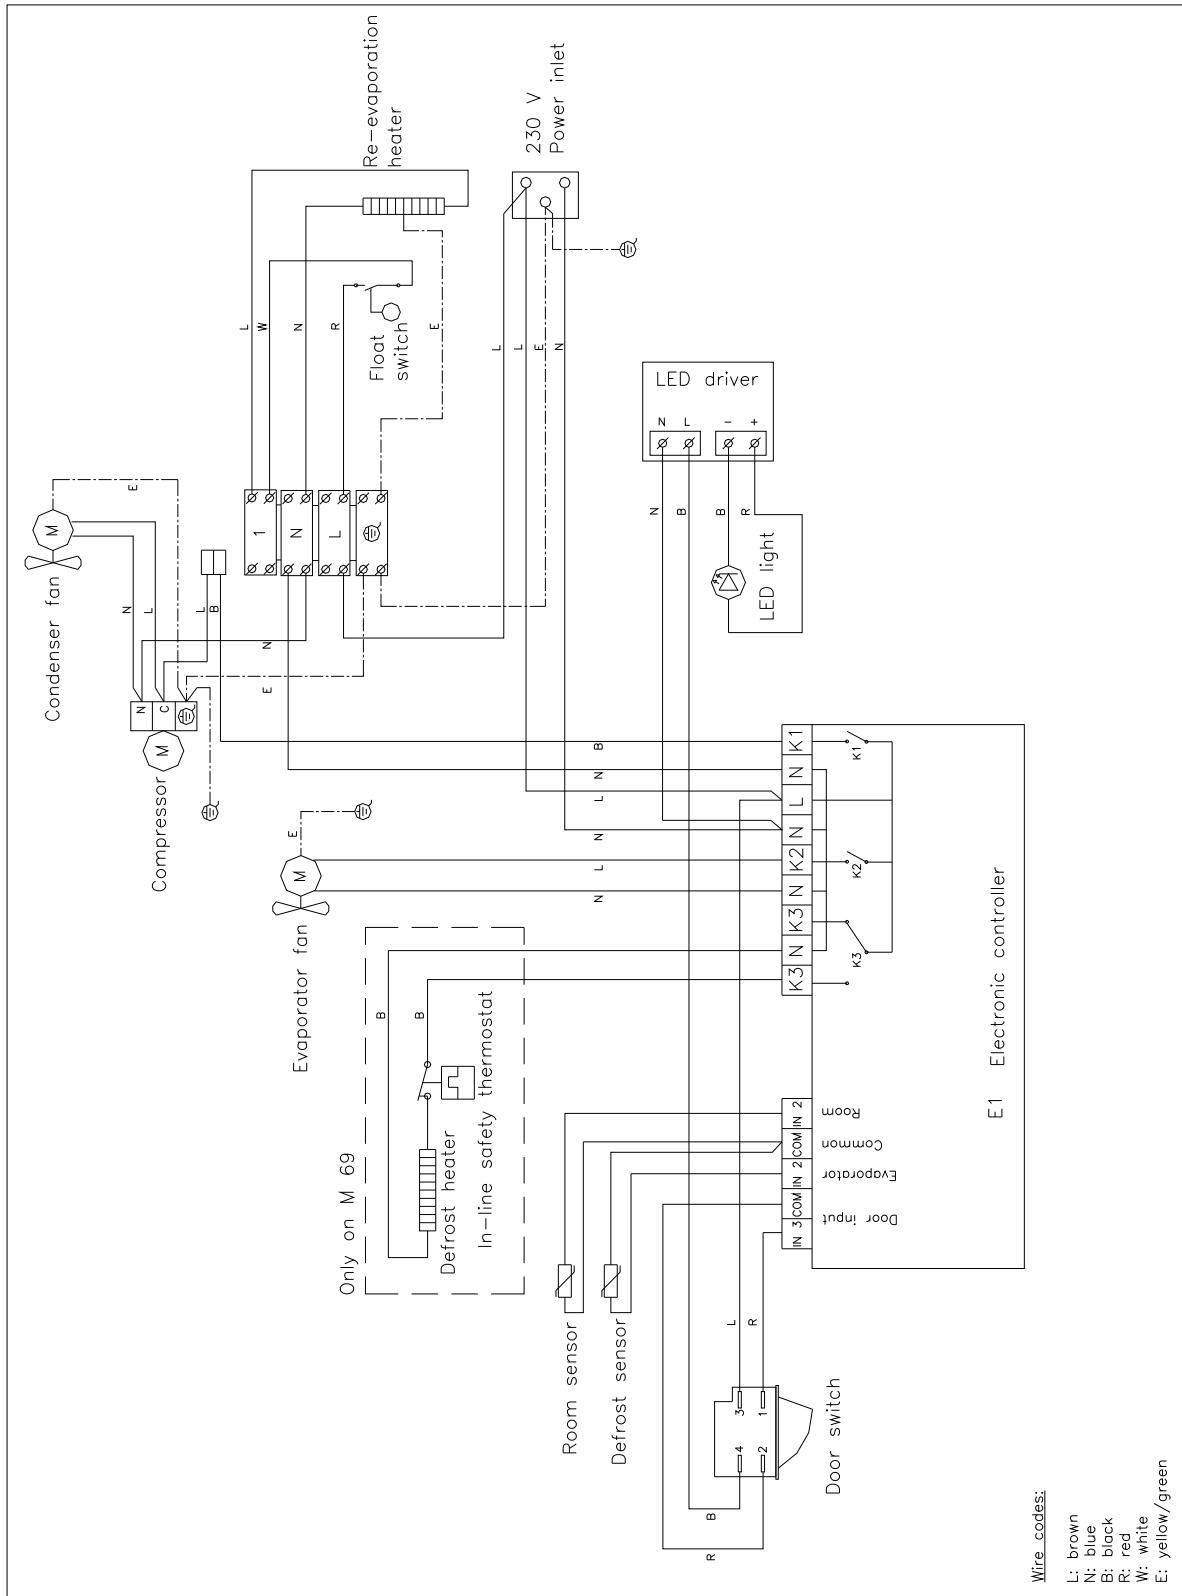 Re-evaporation
heater
230 V
Power inlet
L
W
N
R
E
Float
switch
L
L
E
N
LED driver
N
L
-
+
N
B
B
R
LED light
Condenser fan
M
E
N
L
L
B
1
N
L
N
E
N
C
M
Compressor
E
M
Evaporator fan
B
N
L
N
L
N
K1
N
L
N
K2
N
K3
N
K3
K1
K2
K3
E1 Electronic controller
Only on M 69
B
B
Defrost heater
In-line safety thermostat
IN 2
COM
IN 2
COM
IN 3
Room
Common
Evaporator
Door input
Room sensor
Defrost sensor
L
R
3
1
4
2
Door switch
B
R
Wire codes:
L: brown
N: blue
B: black
R: red
W: white
E: yellow/green